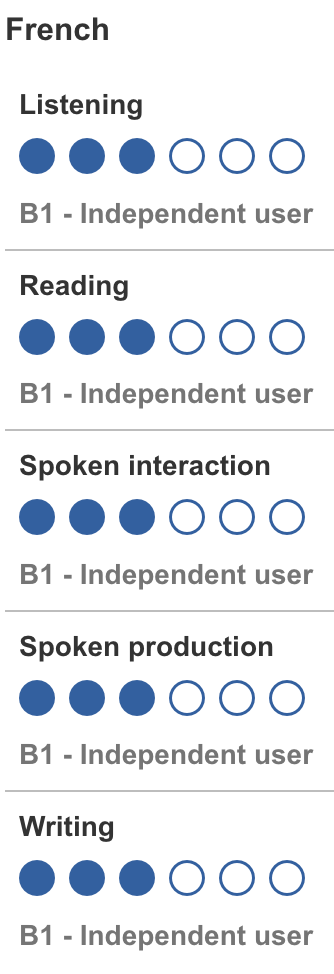 French
Listening
B1 - Independent user
Reading
B1 - Independent user
Spoken interaction
B1 - Independent user
Spoken production
B1 - Independent user
Writing
B1 - Independent user